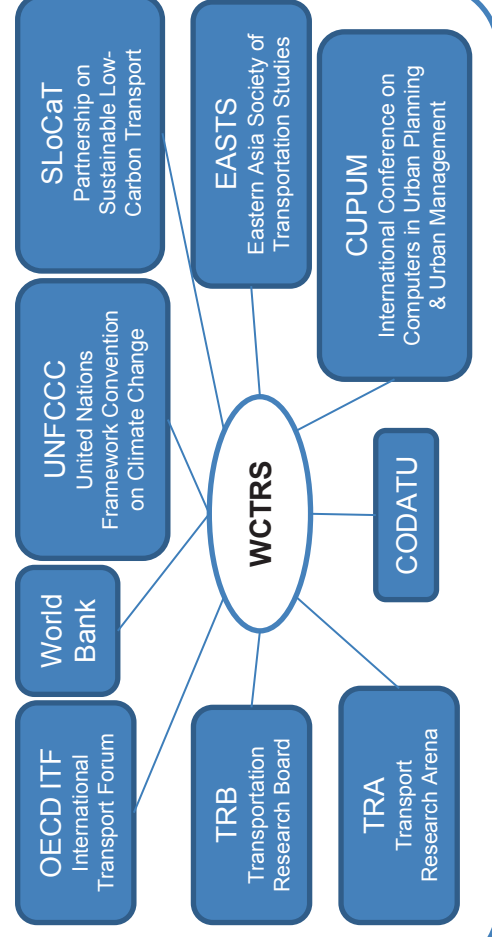 OECD ITF
International
Transport Forum
World
Bank
UNFCCC
United Nations
Framework Convention
on Climate Change
SLoCaT
Partnership on
Sustainable Low-
Carbon Transport
TRB
Transportation
Research Board
WCTRS
EASTS
Eastern Asia Society of
Transportation Studies
TRA
Transport
Research Arena
CODATU
CUPUM
International Conference on
Computers in Urban Planning
& Urban Management